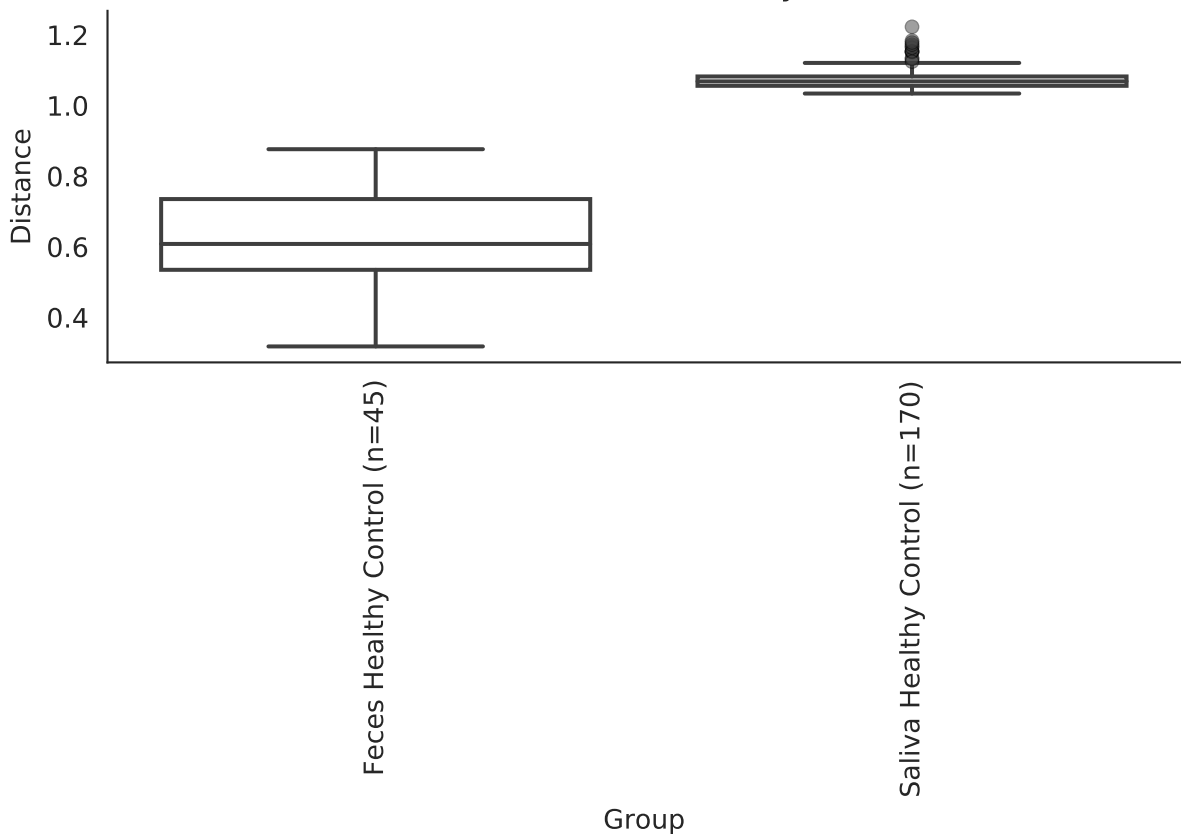 1.2
1.0
0.8
0.6
0.4
Distance
Feces Healthy Control (n=45)
Saliva Healthy Control (n=170)
Group